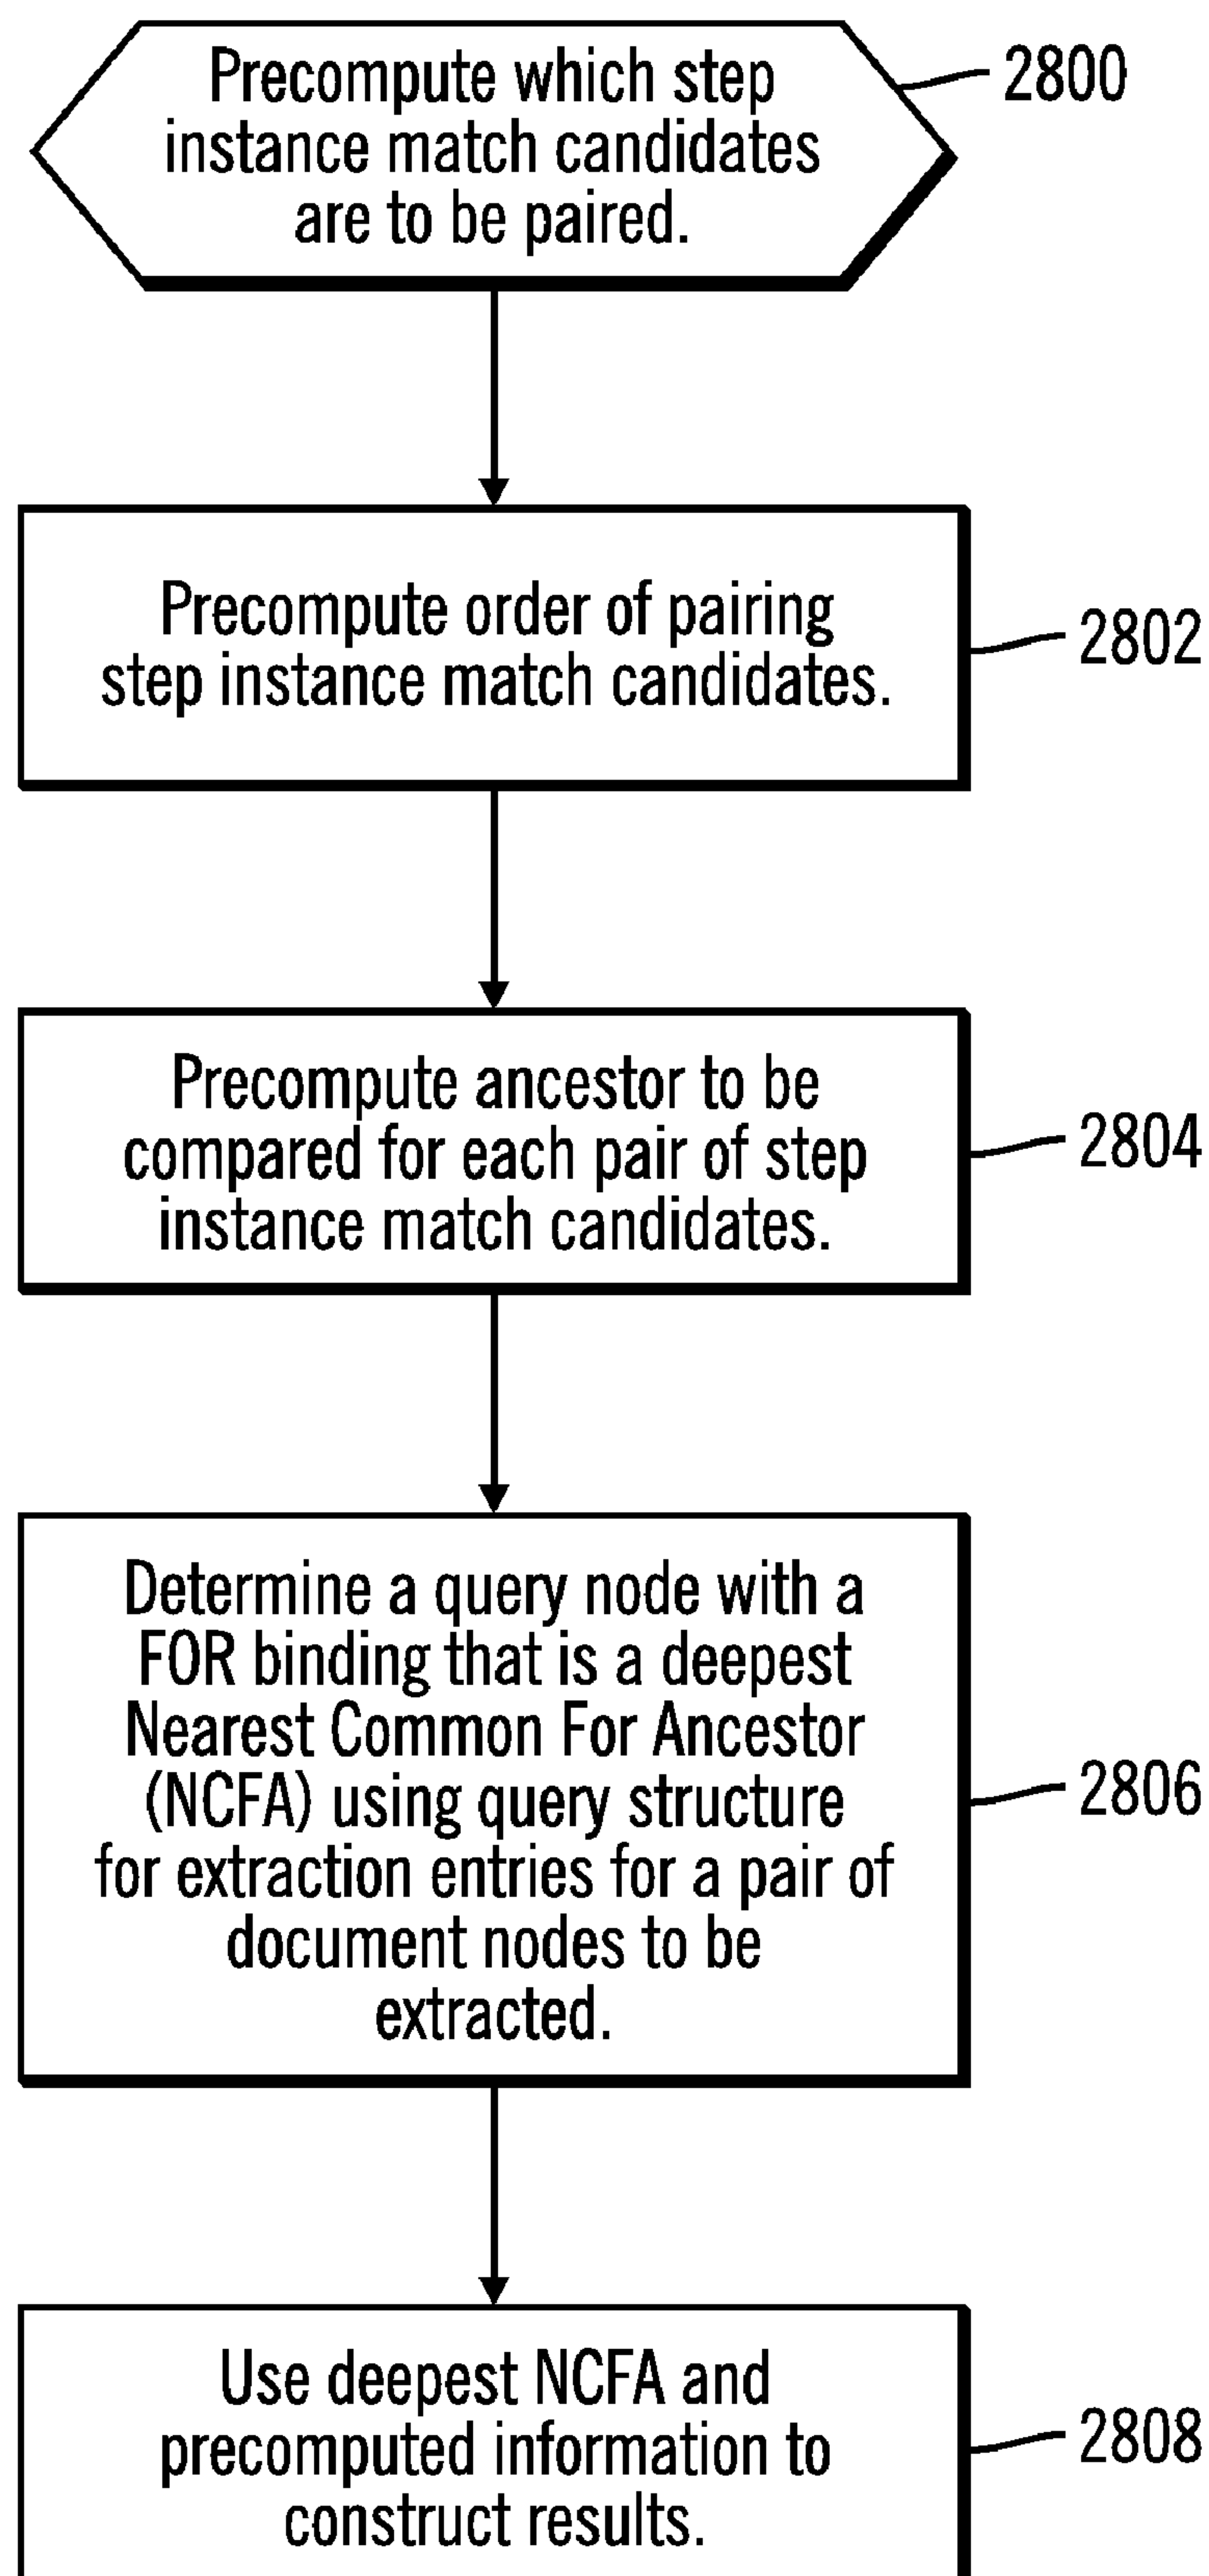 Precompute which step
instance match candidates
are to be paired.
2800
Precompute order of pairing
step instance match candidates.
2802
Precompute ancestor to be
compared for each pair of step
instance match candidates.
2804
Determine a query node with a
FOR binding that is a deepest
Nearest Common For Ancestor
(NCFA) using query structure
for extraction entries for a pair of
document nodes to be
extracted.
2806
Use deepest NCFA and
precomputed information to
construct results.
2808